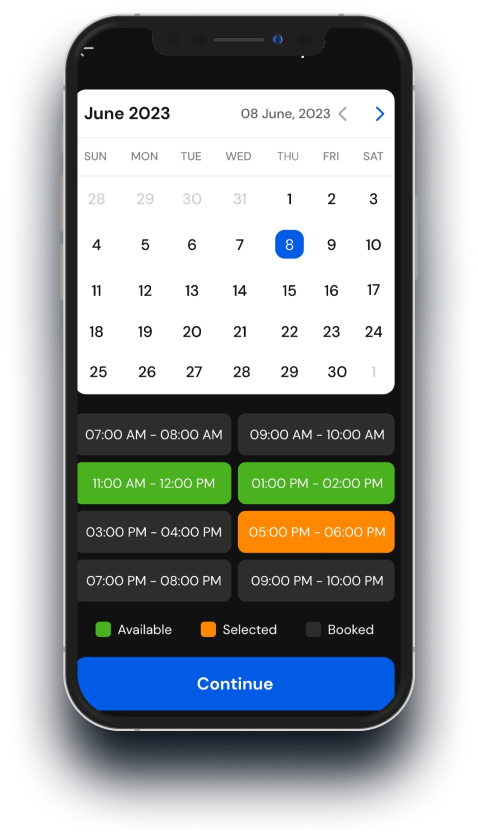 June 2023 08 June, 2023
SUN MON TUE WED THU FRI SAT
28 29 30 31 1 2 3
4 5 6 7 8 9 10
11 12 13 14 15 16 17
18 19 20 21 22 23 24
25 26 27 28 29 30 1
07:00 AM - 08:00 AM 09:00 AM - 10:00 AM
11:00 AM - 12:00 PM 01:00 PM - 02:00 PM
03:00 PM - 04:00 PM 05:00 PM - 06:00 PM
07:00 PM - 08:00 PM 09:00 PM - 10:00 PM
Available Selected Booked
Continue